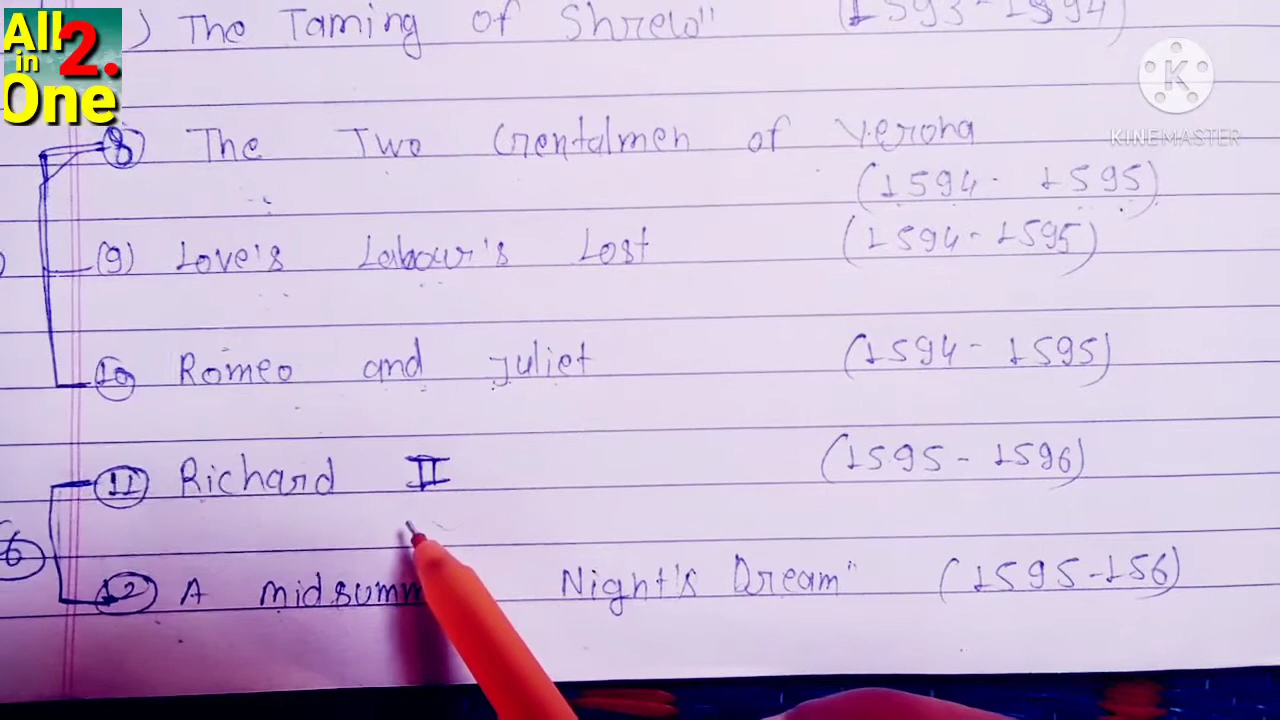 All
in 2.
One
) The Taming of Shrew" (1593-1594)
KINEMASTER
8) The Two Gentalmen of Verona
(1594-1595)
(9) Love's Labour's Lost (1594-1595)
10 Romeo and Juliet (1594-1595)
11 Richard II (1595-1596)
6
12 A midsumm Night's Dream" (1595-156)